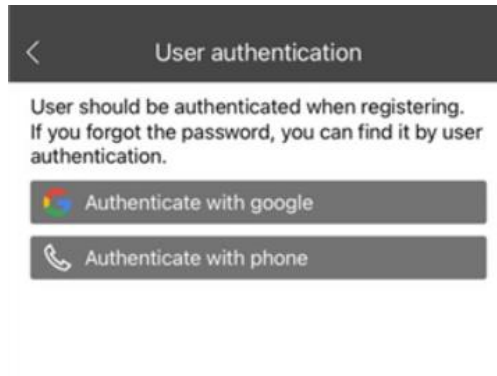 User authentication
User should be authenticated when registering.
If you forgot the password, you can find it by user
authentication.
Authenticate with google
Authenticate with phone